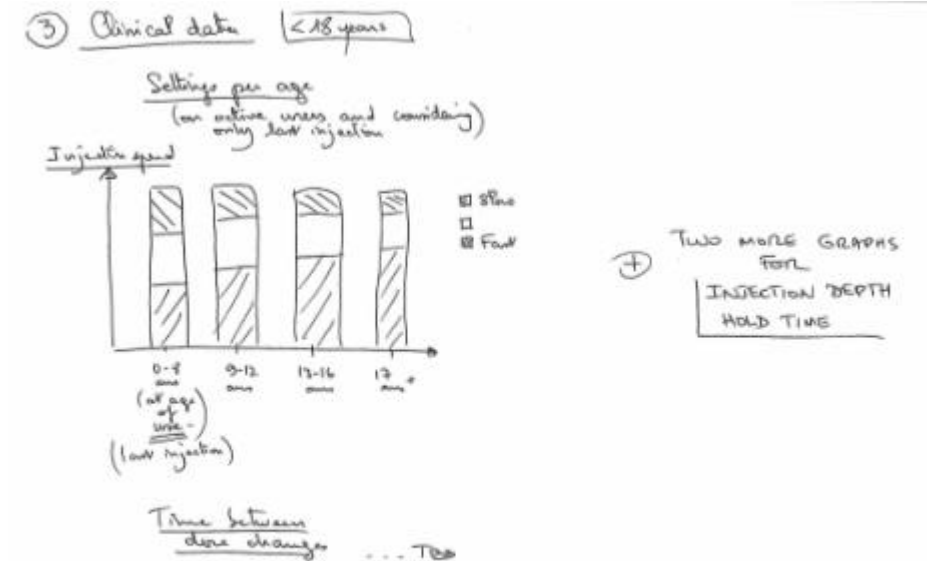 3 Clinical data <18 years
Settings per age
(on active users and considering
only last injection)
Injection speed
Slow
Fast
0-8 ans
9-12 ans
13-16 ans
17 ans +
(at age
of
use-)
(last injection)
+ TWO MORE GRAPHS
FOR
INJECTION DEPTH
HOLD TIME
Time between
dose changes ... TBD